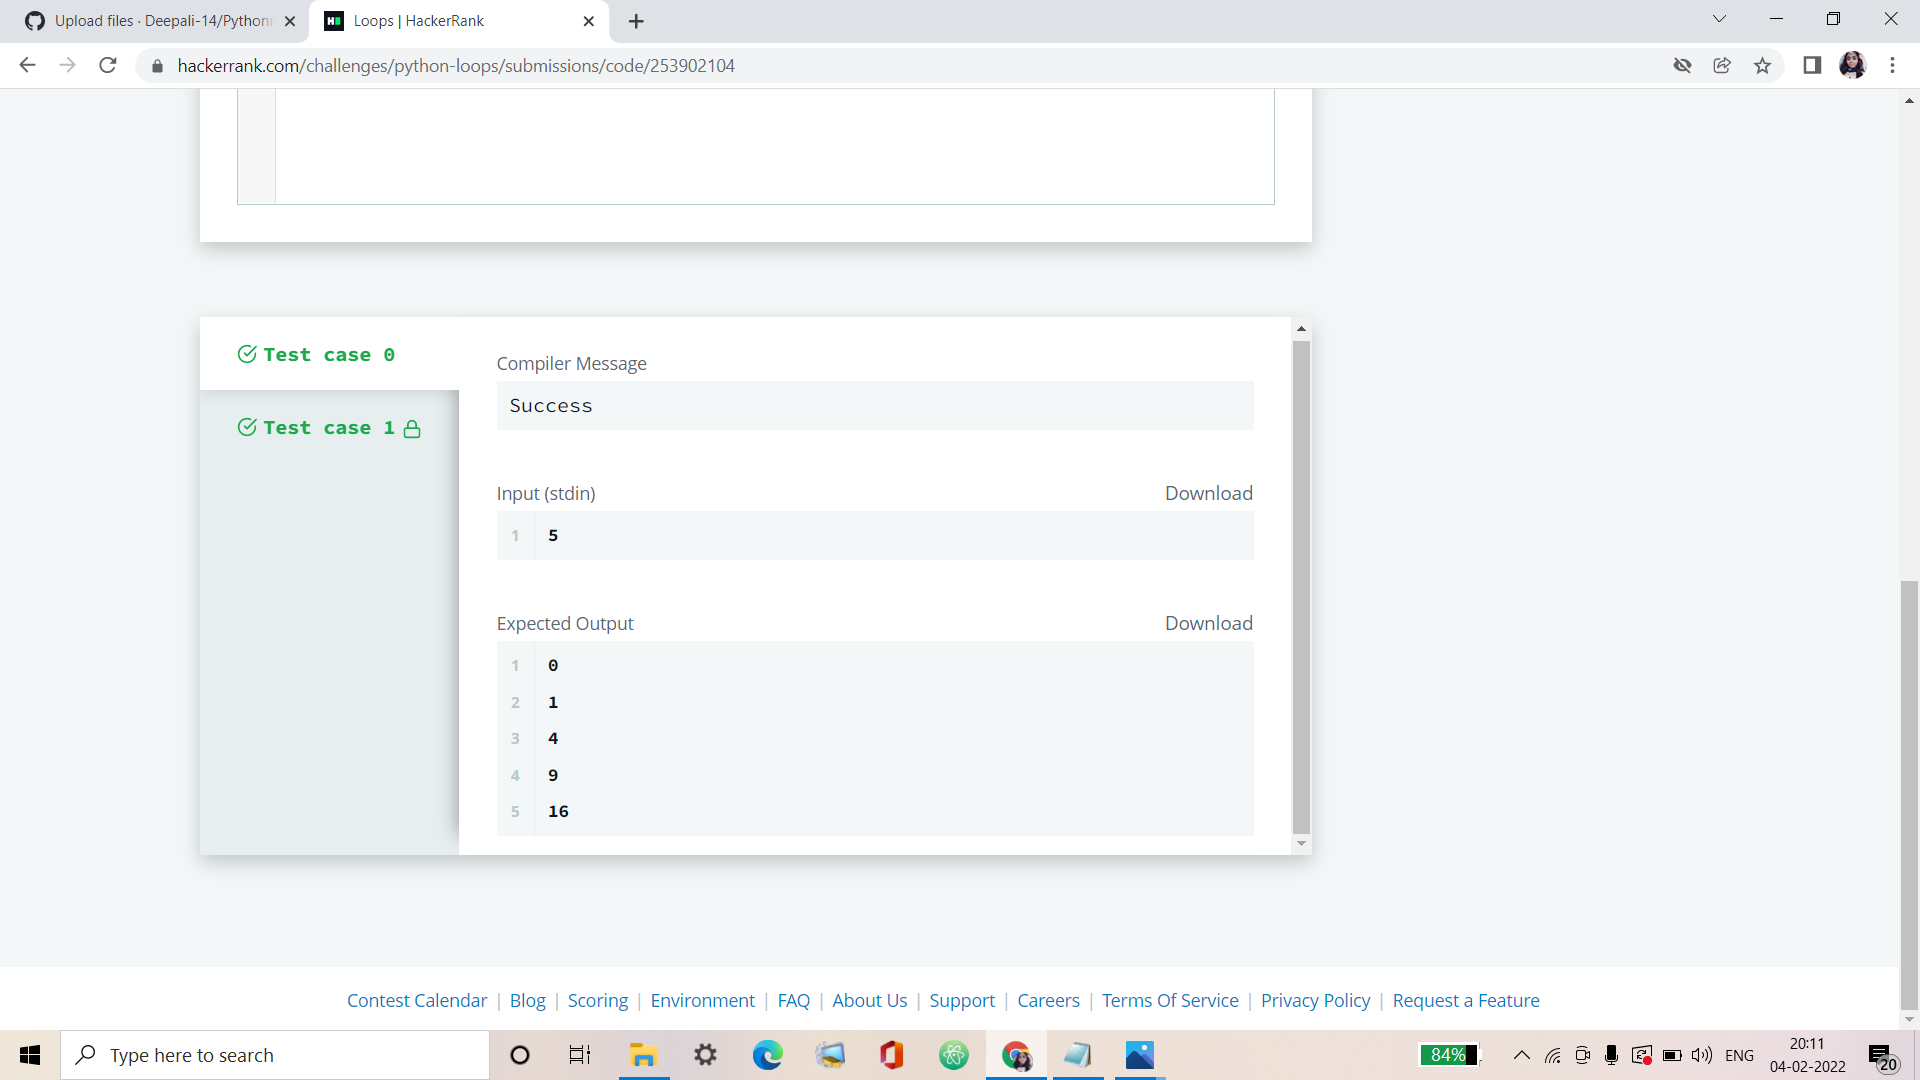 Upload files · Deepali-14/Python
Loops | HackerRank
hackerrank.com/challenges/python-loops/submissions/code/253902104
Test case 0
Test case 1
Compiler Message
Success
Input (stdin) Download
1 5
Expected Output Download
1 0
2 1
3 4
4 9
5 16
Contest Calendar | Blog | Scoring | Environment | FAQ | About Us | Support | Careers | Terms Of Service | Privacy Policy | Request a Feature
Type here to search
84%
ENG
20:11
04-02-2022
20